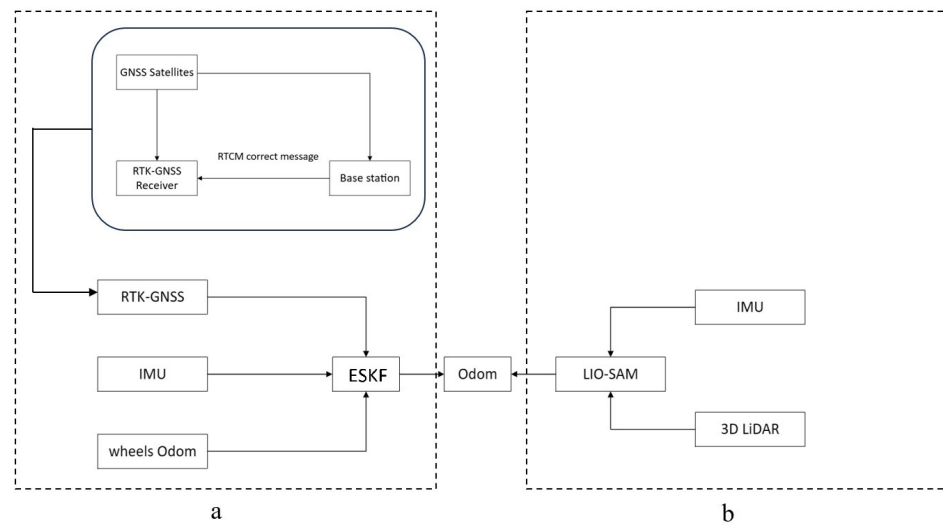 GNSS Satellites
RTCM correct message
RTK-GNSS
Receiver
Base station
RTK-GNSS
IMU
IMU
ESKF
Odom
LIO-SAM
wheels Odom
3D LiDAR
a
b